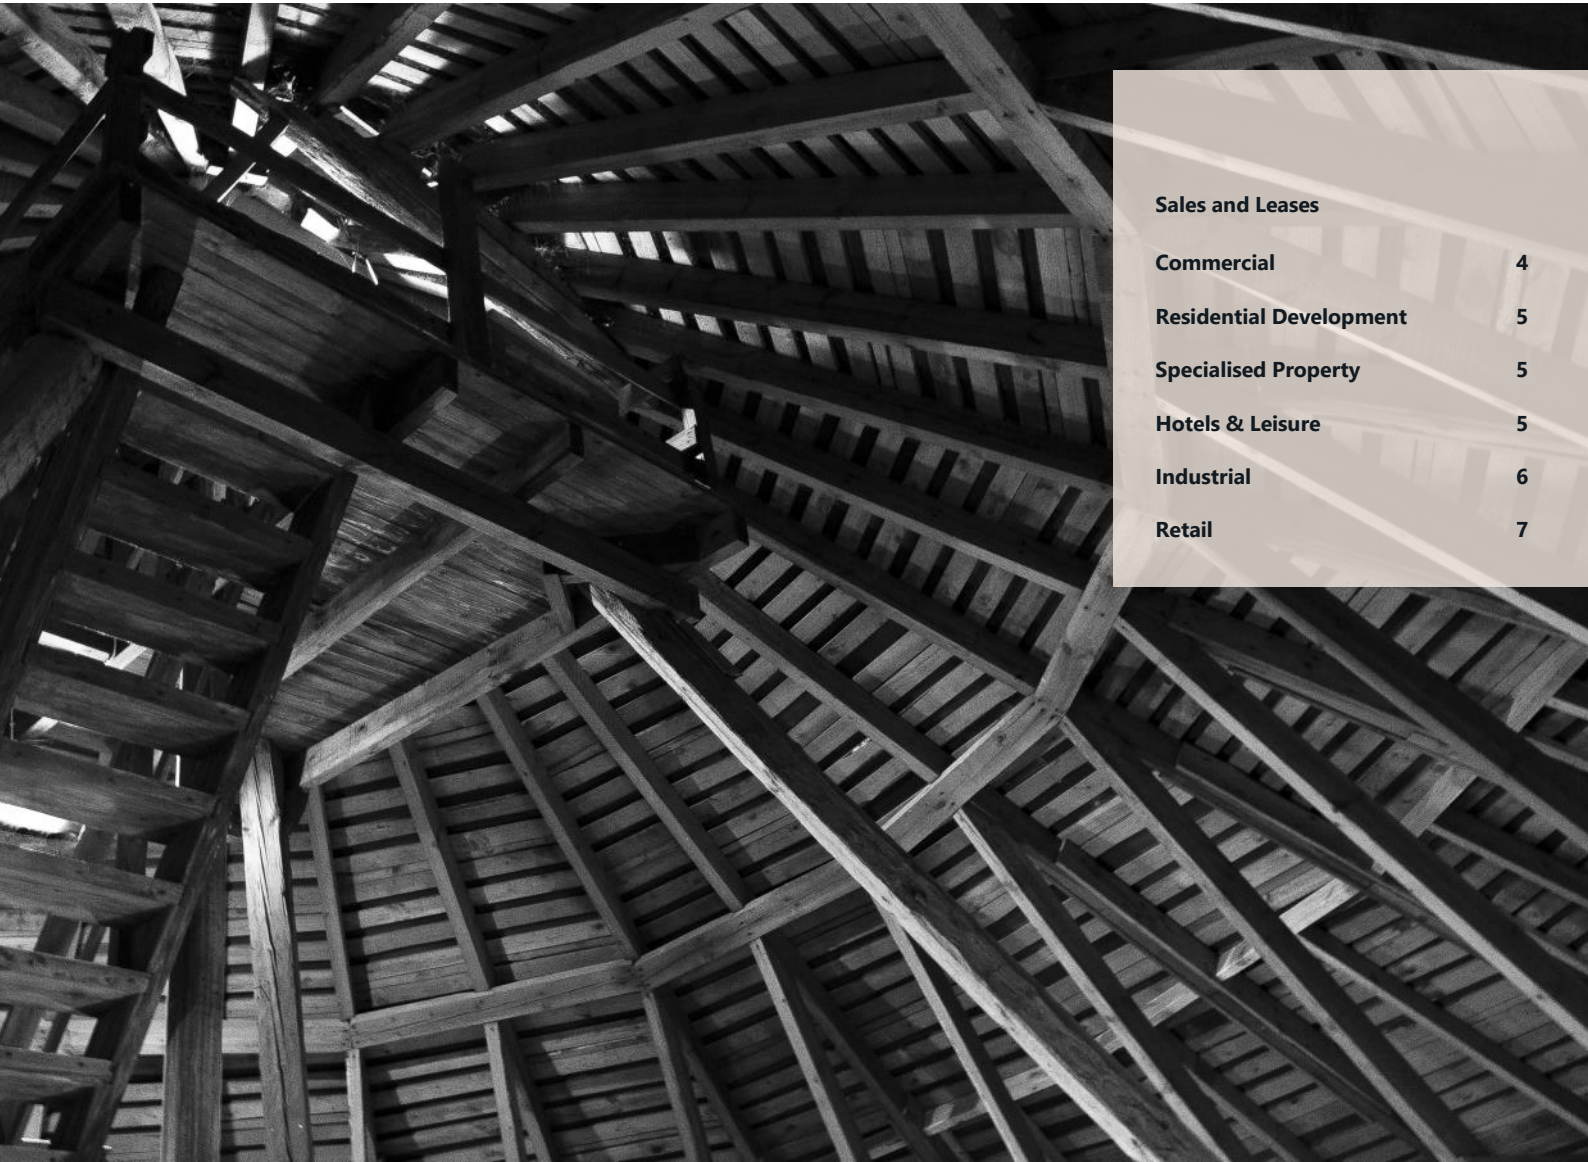 Sales and Leases
Commercial 4
Residential Development 5
Specialised Property 5
Hotels & Leisure 5
Industrial 6
Retail 7